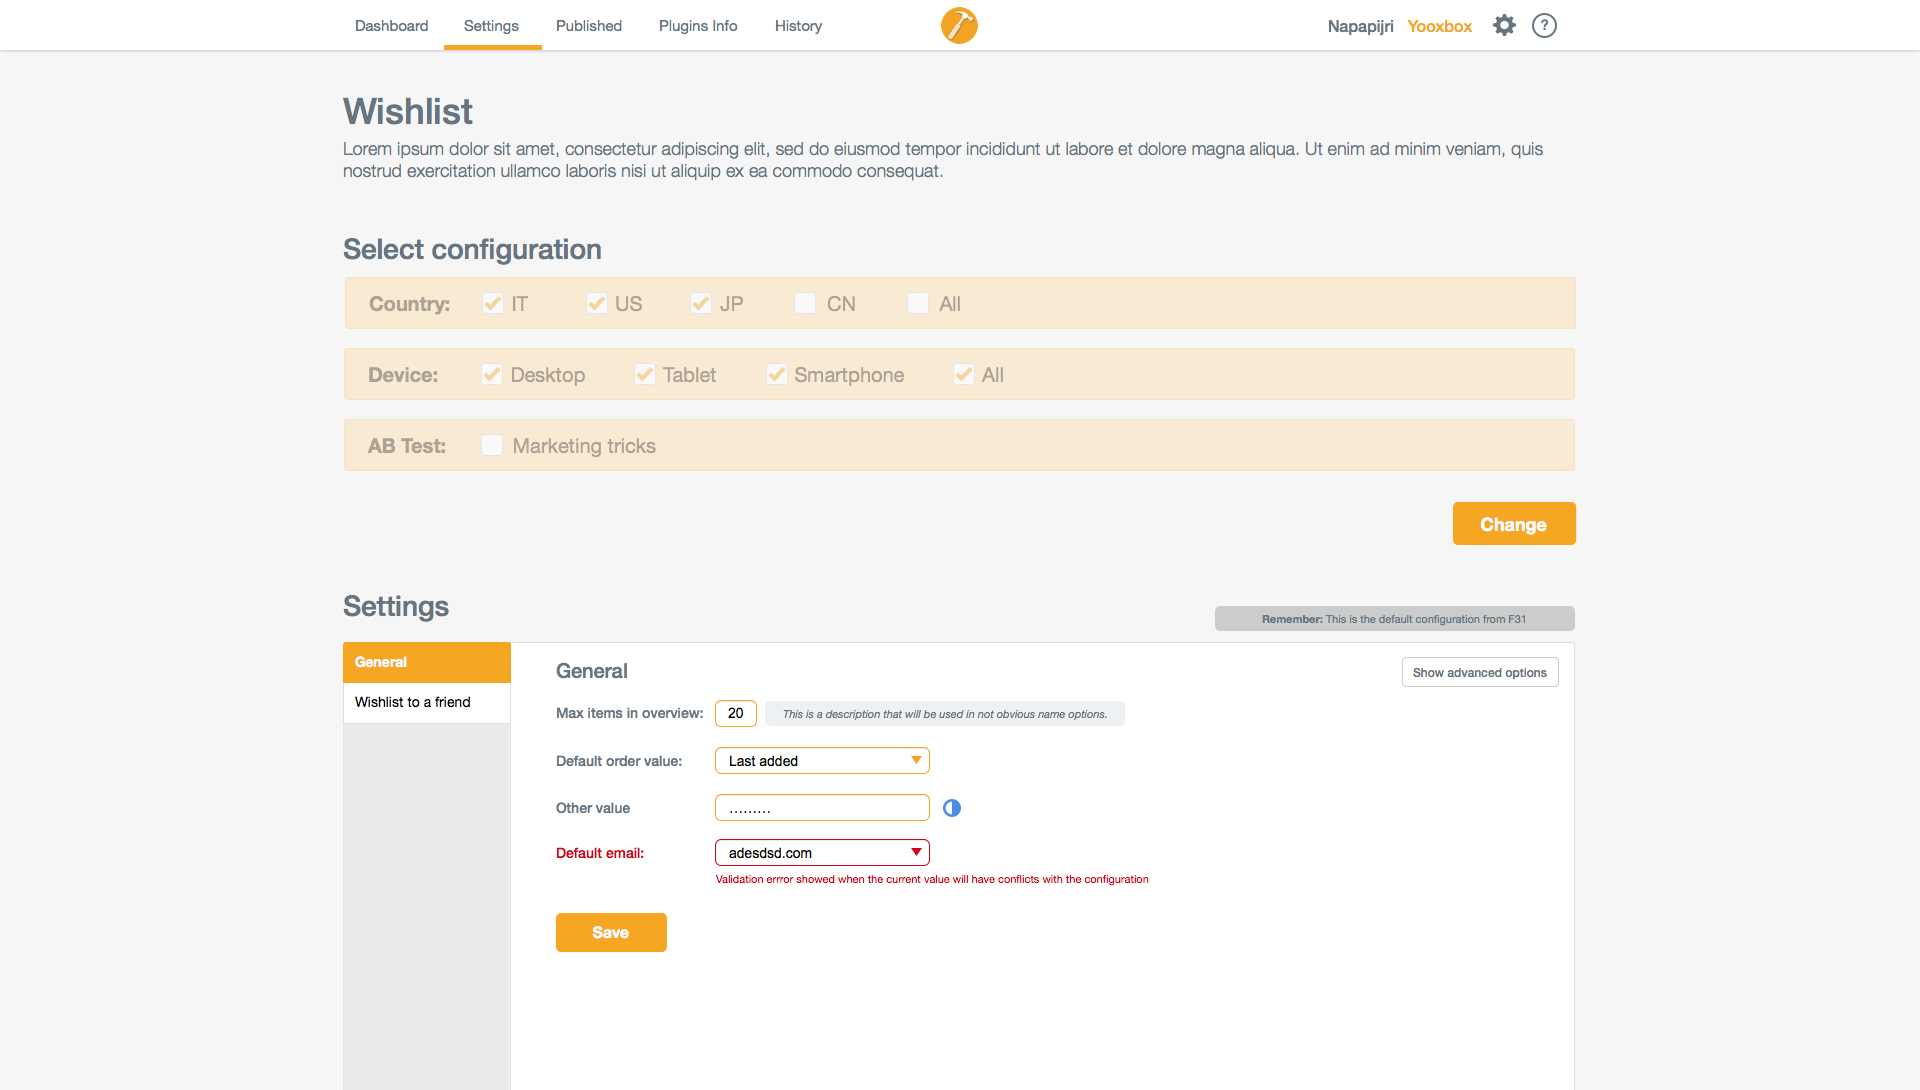 Dashboard Settings Published Plugins Info History Napapijri Yooxbox ?
Wishlist
Lorem ipsum dolor sit amet, consectetur adipiscing elit, sed do eiusmod tempor incididunt ut labore et dolore magna aliqua. Ut enim ad minim veniam, quis
nostrud exercitation ullamco laboris nisi ut aliquip ex ea commodo consequat.
Select configuration
Country: IT US JP CN All
Device: Desktop Tablet Smartphone All
AB Test: Marketing tricks
Change
Settings
Remember: This is the default configuration from F31
General
Wishlist to a friend
General
Show advanced options
Max items in overview: 20 This is a description that will be used in not obvious name options.
Default order value: Last added
Other value .........
Default email: adesdsd.com
Validation errror showed when the current value will have conflicts with the configuration
Save